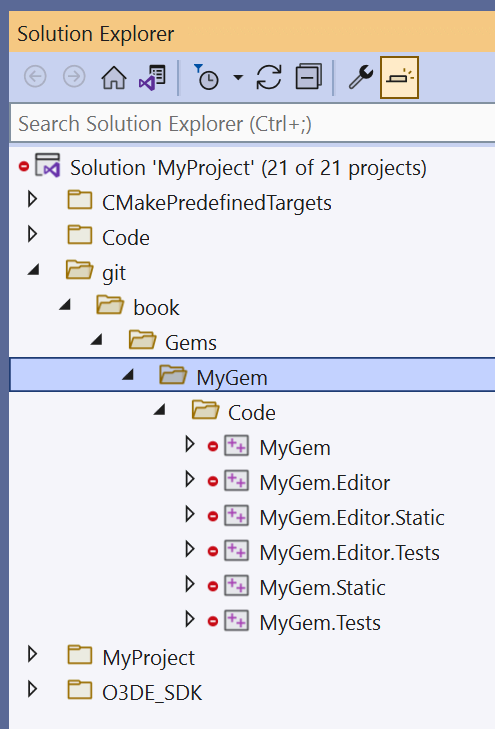 Solution Explorer
Search Solution Explorer (Ctrl+;)
Solution 'MyProject' (21 of 21 projects)
CMakePredefinedTargets
Code
git
book
Gems
MyGem
Code
MyGem
MyGem.Editor
MyGem.Editor.Static
MyGem.Editor.Tests
MyGem.Static
MyGem.Tests
MyProject
O3DE_SDK